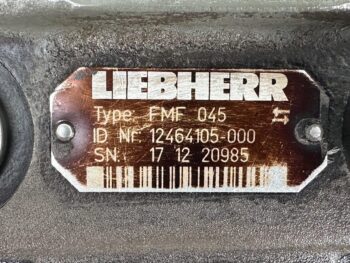 LIEBHERR
Type: FMF 045
ID Nr. 12464105-000
SN: 17 12 20985